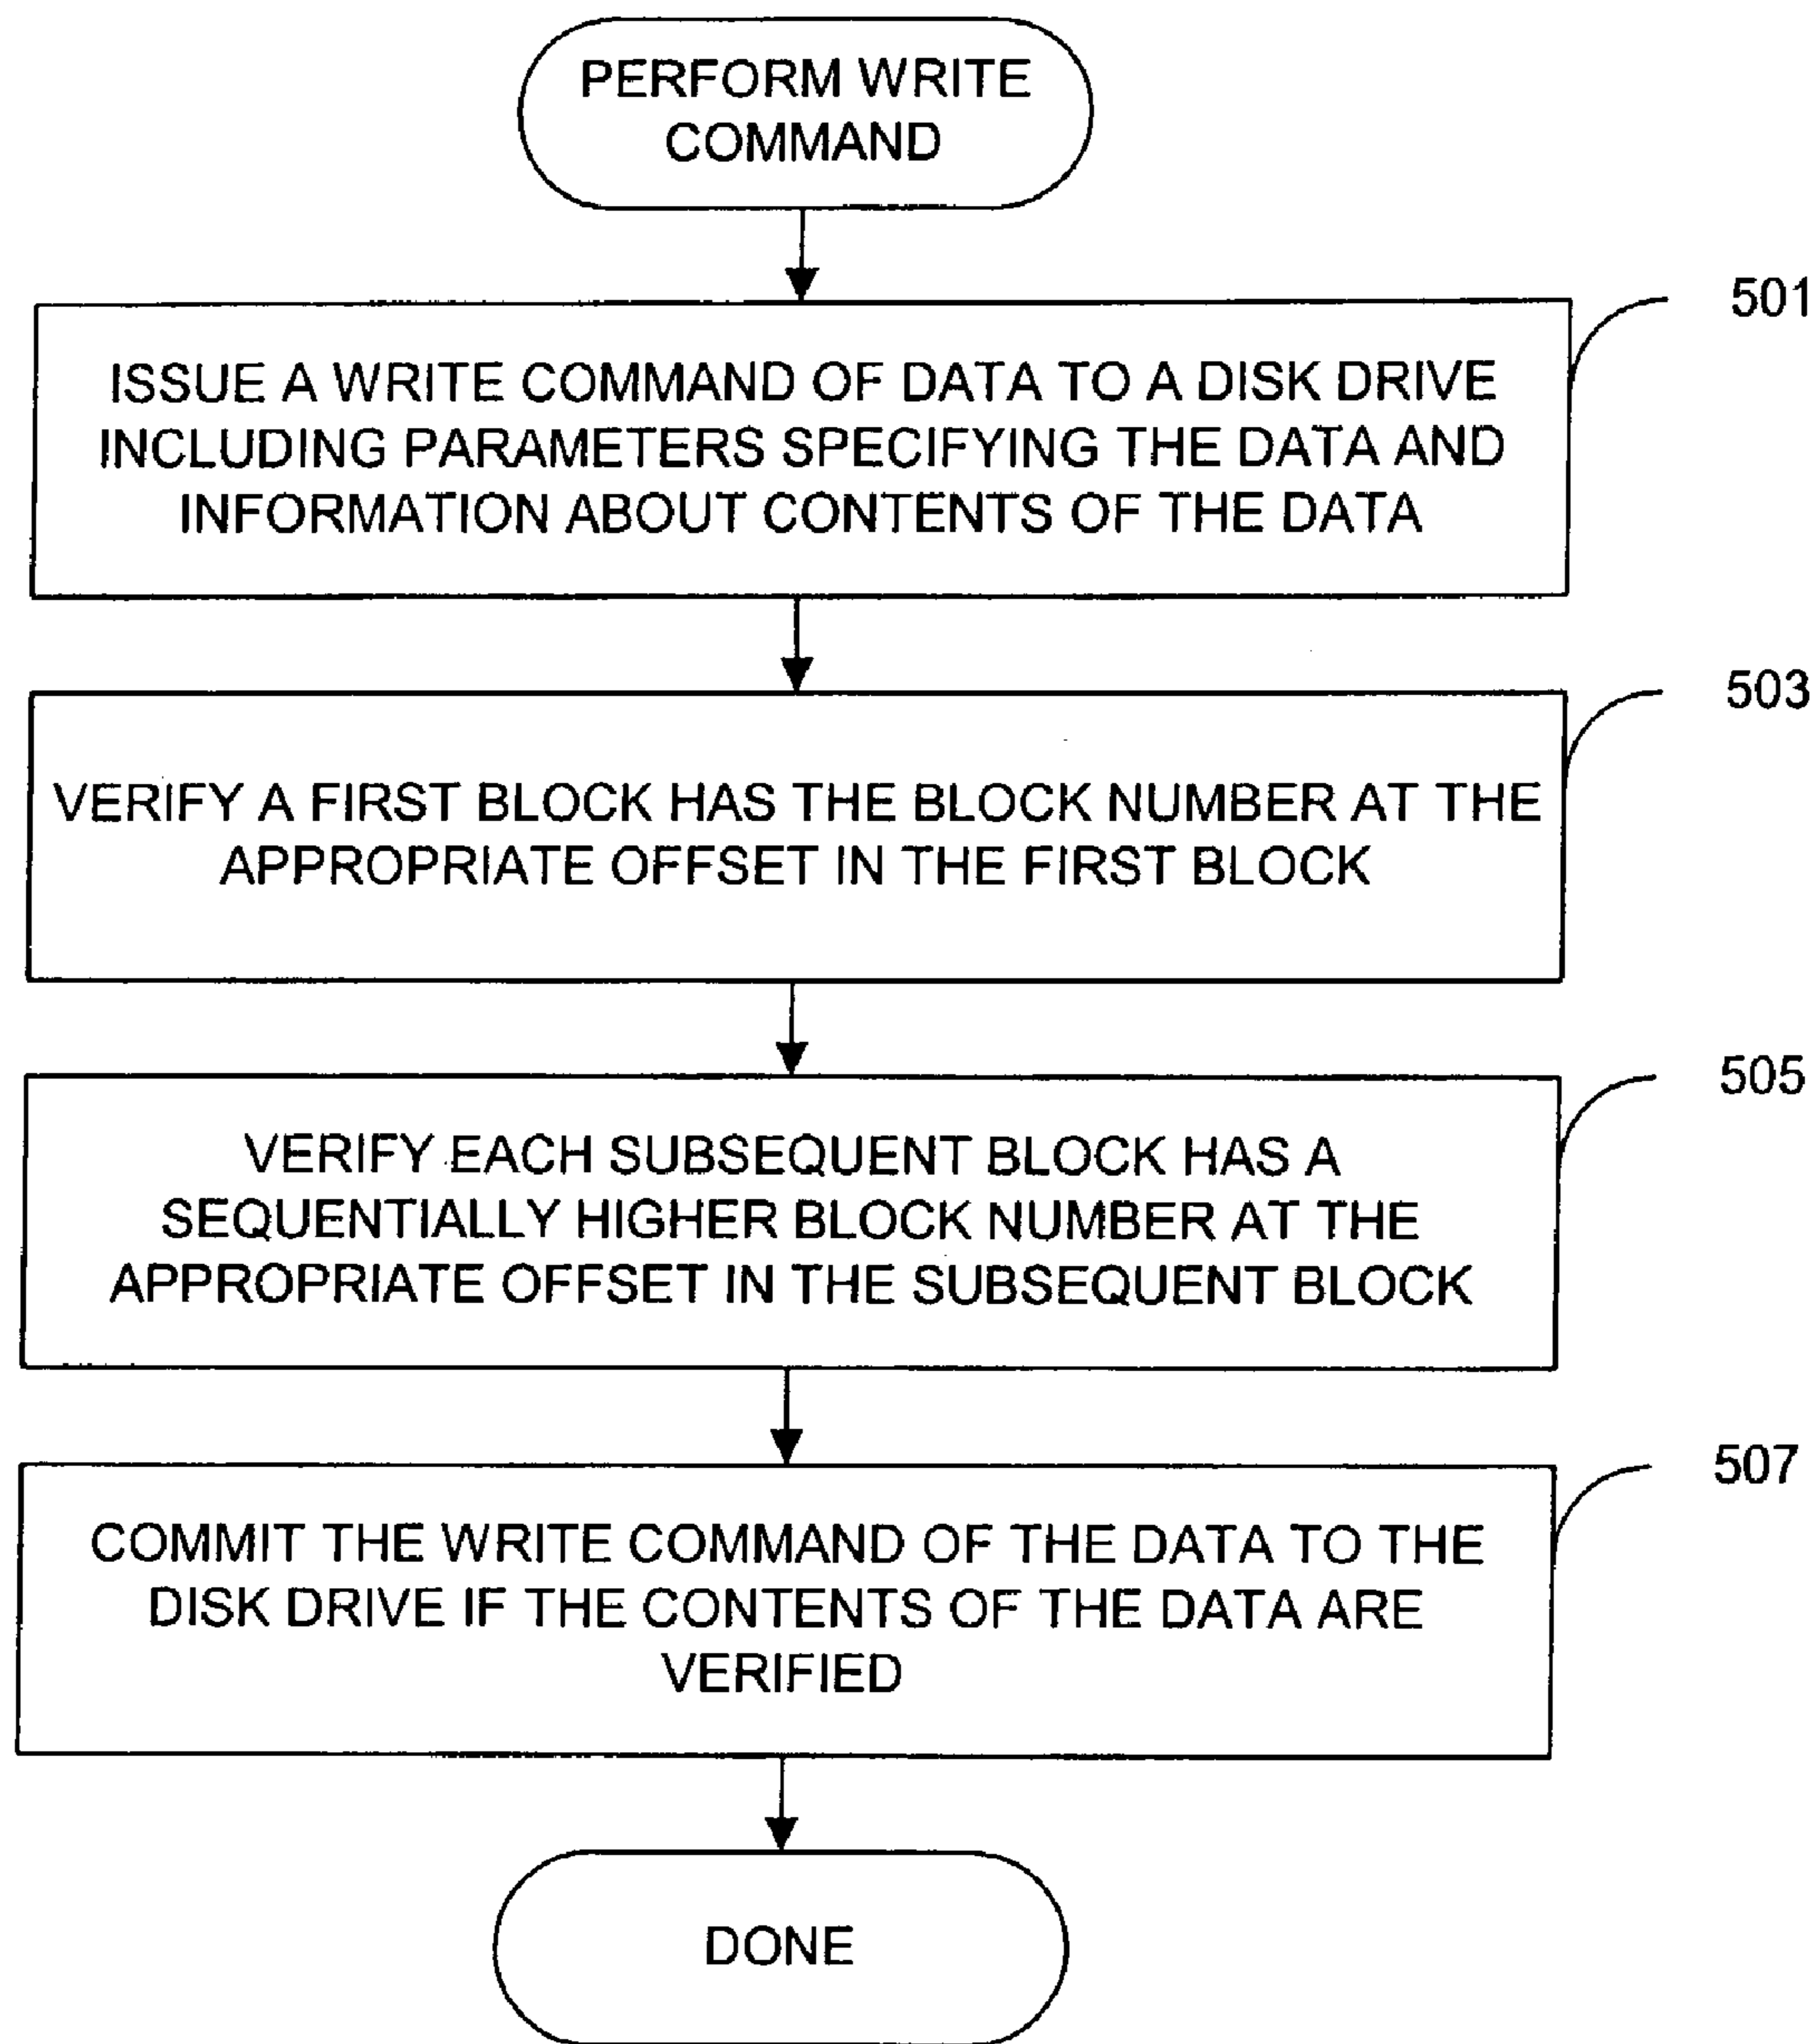 PERFORM WRITE
COMMAND
501
ISSUE A WRITE COMMAND OF DATA TO A DISK DRIVE
INCLUDING PARAMETERS SPECIFYING THE DATA AND
INFORMATION ABOUT CONTENTS OF THE DATA
503
VERIFY A FIRST BLOCK HAS THE BLOCK NUMBER AT THE
APPROPRIATE OFFSET IN THE FIRST BLOCK
505
VERIFY EACH SUBSEQUENT BLOCK HAS A
SEQUENTIALLY HIGHER BLOCK NUMBER AT THE
APPROPRIATE OFFSET IN THE SUBSEQUENT BLOCK
507
COMMIT THE WRITE COMMAND OF THE DATA TO THE
DISK DRIVE IF THE CONTENTS OF THE DATA ARE
VERIFIED
DONE